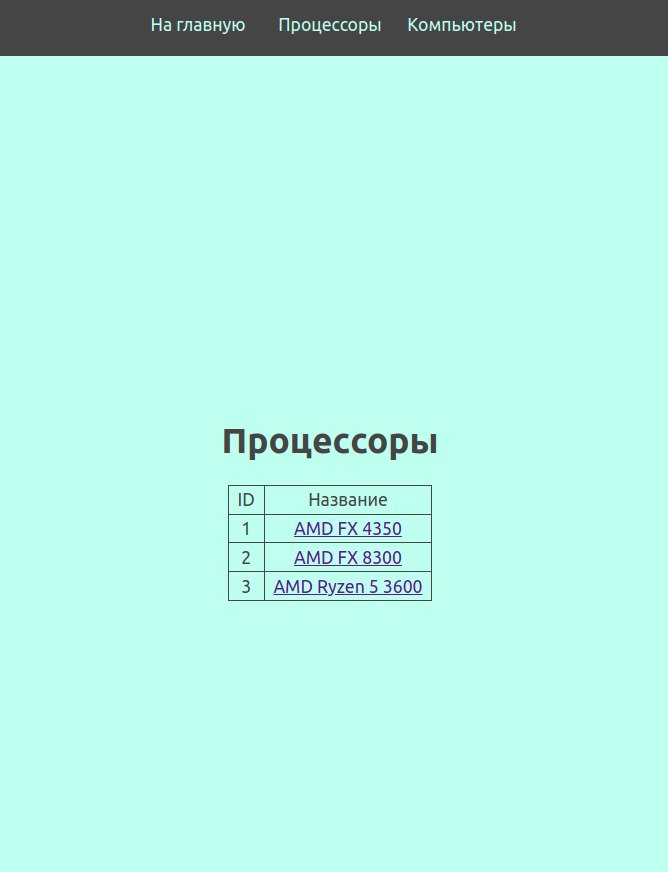 На главную Процессоры Компьютеры
Процессоры
ID Название
1 AMD FX 4350
2 AMD FX 8300
3 AMD Ryzen 5 3600